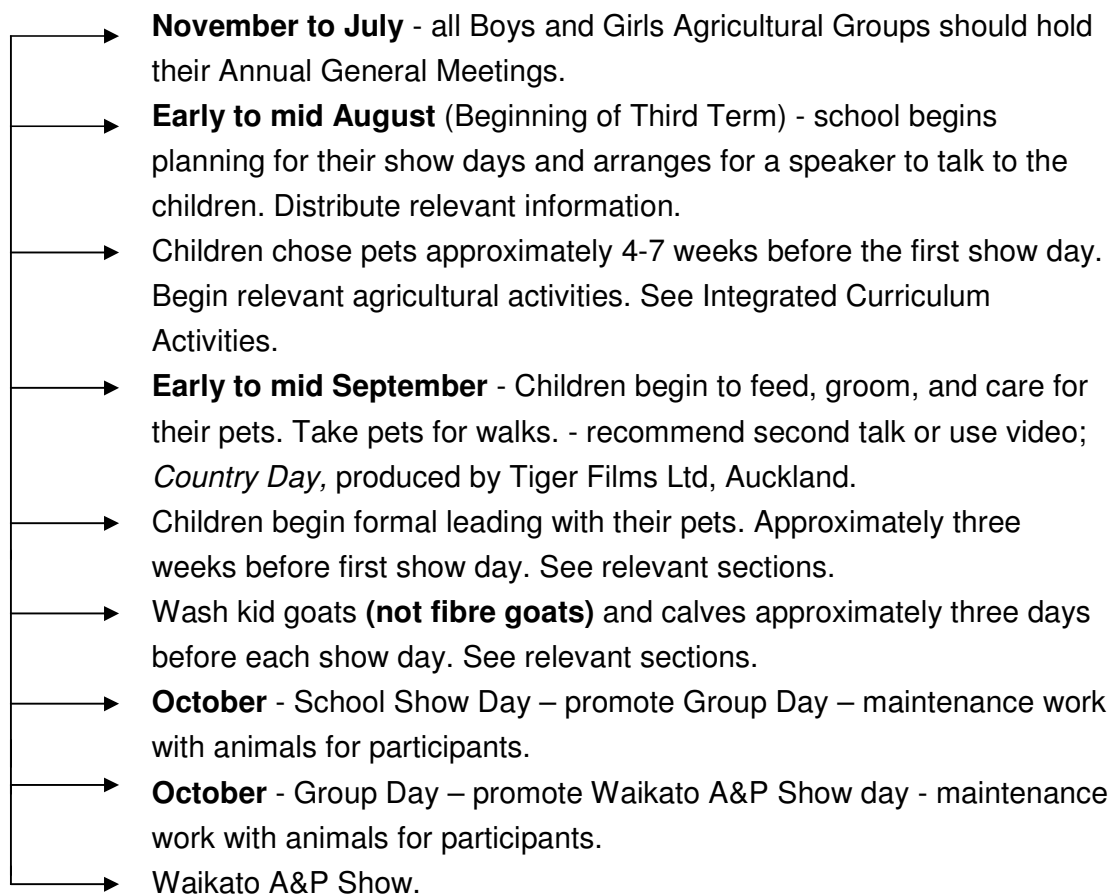 November to July - all Boys and Girls Agricultural Groups should hold
their Annual General Meetings.
Early to mid August (Beginning of Third Term) - school begins
planning for their show days and arranges for a speaker to talk to the
children. Distribute relevant information.
Children chose pets approximately 4-7 weeks before the first show day.
Begin relevant agricultural activities. See Integrated Curriculum
Activities.
Early to mid September - Children begin to feed, groom, and care for
their pets. Take pets for walks. - recommend second talk or use video;
Country Day, produced by Tiger Films Ltd, Auckland.
Children begin formal leading with their pets. Approximately three
weeks before first show day. See relevant sections.
Wash kid goats (not fibre goats) and calves approximately three days
before each show day. See relevant sections.
October - School Show Day – promote Group Day – maintenance work
with animals for participants.
October - Group Day – promote Waikato A&P Show day - maintenance
work with animals for participants.
Waikato A&P Show.